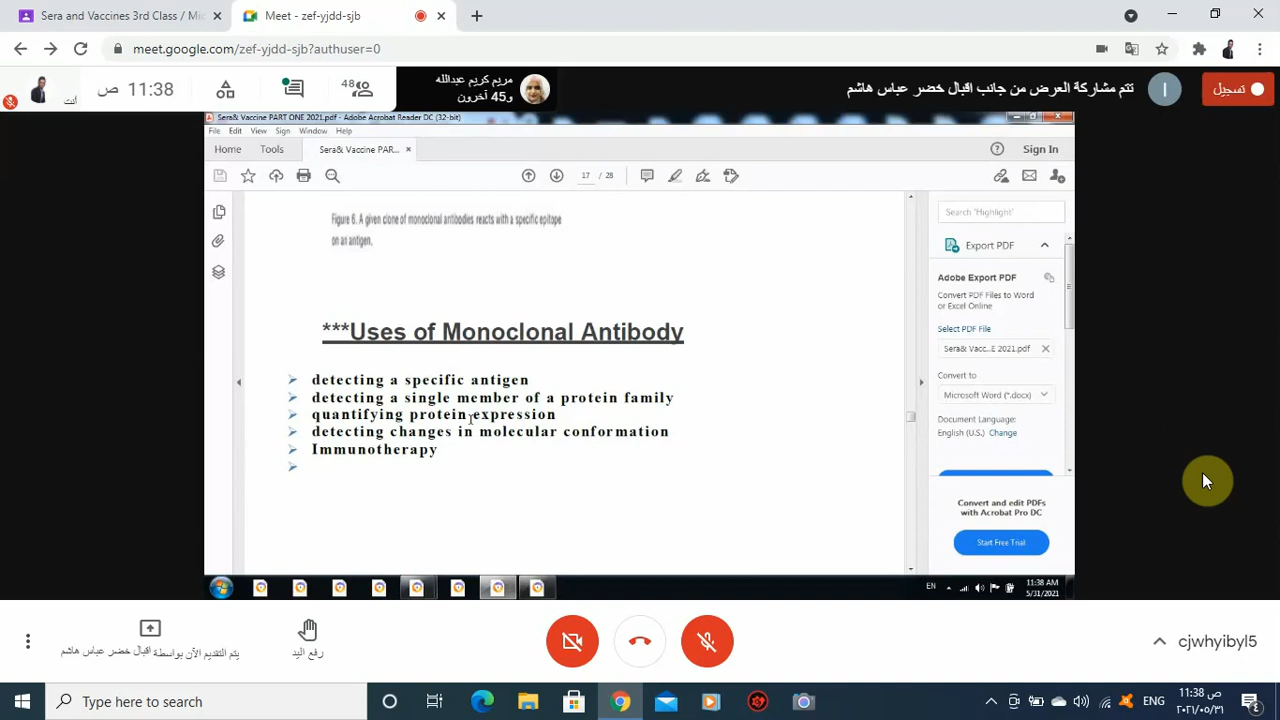 Sera and Vaccines 3rd Class / Mic
Meet - zef-yjdd-sjb
meet.google.com/zef-yjdd-sjb?authuser=0
أنت
11:38 ص
48
مريم كريم عبدالله
و45 آخرون
تتم مشاركة العرض من جانب اقبال خضر عباس هاشم
I
تسجيل
Sera& Vaccine PART ONE 2021.pdf - Adobe Acrobat Reader DC (32-bit)
File Edit View Sign Window Help
Home Tools Sera& Vaccine PAR... Sign In
17 / 28
Figure 6. A given clone of monoclonal antibodies reacts with a specific epitope
on an antigen.
***Uses of Monoclonal Antibody
➢ detecting a specific antigen
➢ detecting a single member of a protein family
➢ quantifying protein expression
➢ detecting changes in molecular conformation
➢ Immunotherapy
➢
Search 'Highlight'
Export PDF
Adobe Export PDF
Convert PDF Files to Word
or Excel Online
Select PDF File
Sera& Vacc...E 2021.pdf
Convert to
Microsoft Word (*.docx)
Document Language:
English (U.S.) Change
Convert and edit PDFs
with Acrobat Pro DC
Start Free Trial
EN
11:38 AM
5/31/2021
يتم التقديم الآن بواسطة اقبال خضر عباس هاشم
رفع اليد
cjwhyibyl5
Type here to search
ENG
11:38 ص
٢٠٢١/٠٥/٣١